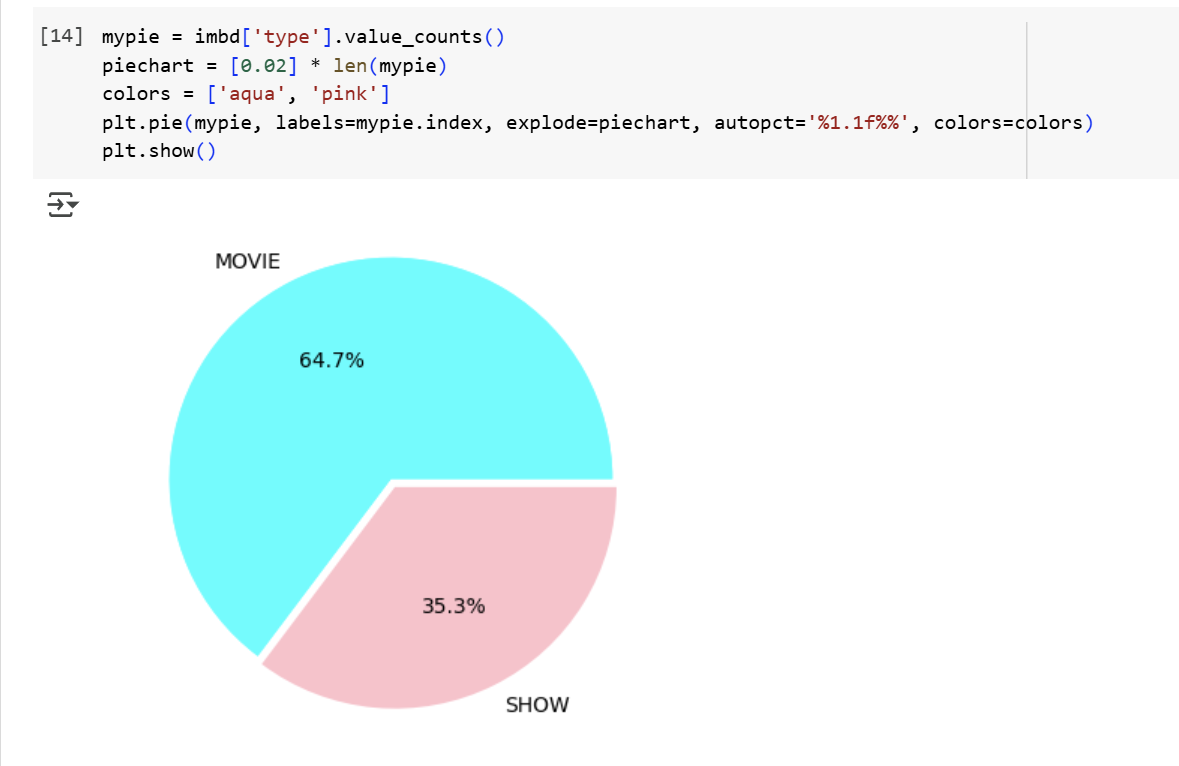 [14] mypie = imbd['type'].value_counts()
piechart = [0.02] * len(mypie)
colors = ['aqua', 'pink']
plt.pie(mypie, labels=mypie.index, explode=piechart, autopct='%1.1f%%', colors=colors)
plt.show()
MOVIE
64.7%
35.3%
SHOW